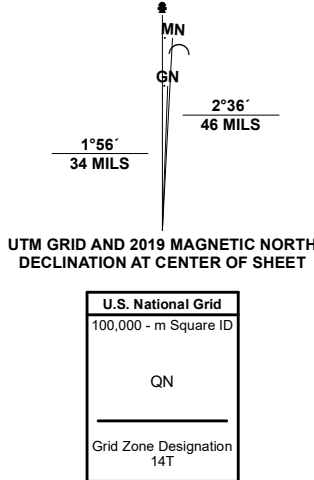 MN
GN
2°36´
46 MILS
1°56´
34 MILS
UTM GRID AND 2019 MAGNETIC NORTH
DECLINATION AT CENTER OF SHEET
U.S. National Grid
100,000 - m Square ID
QN
Grid Zone Designation
14T